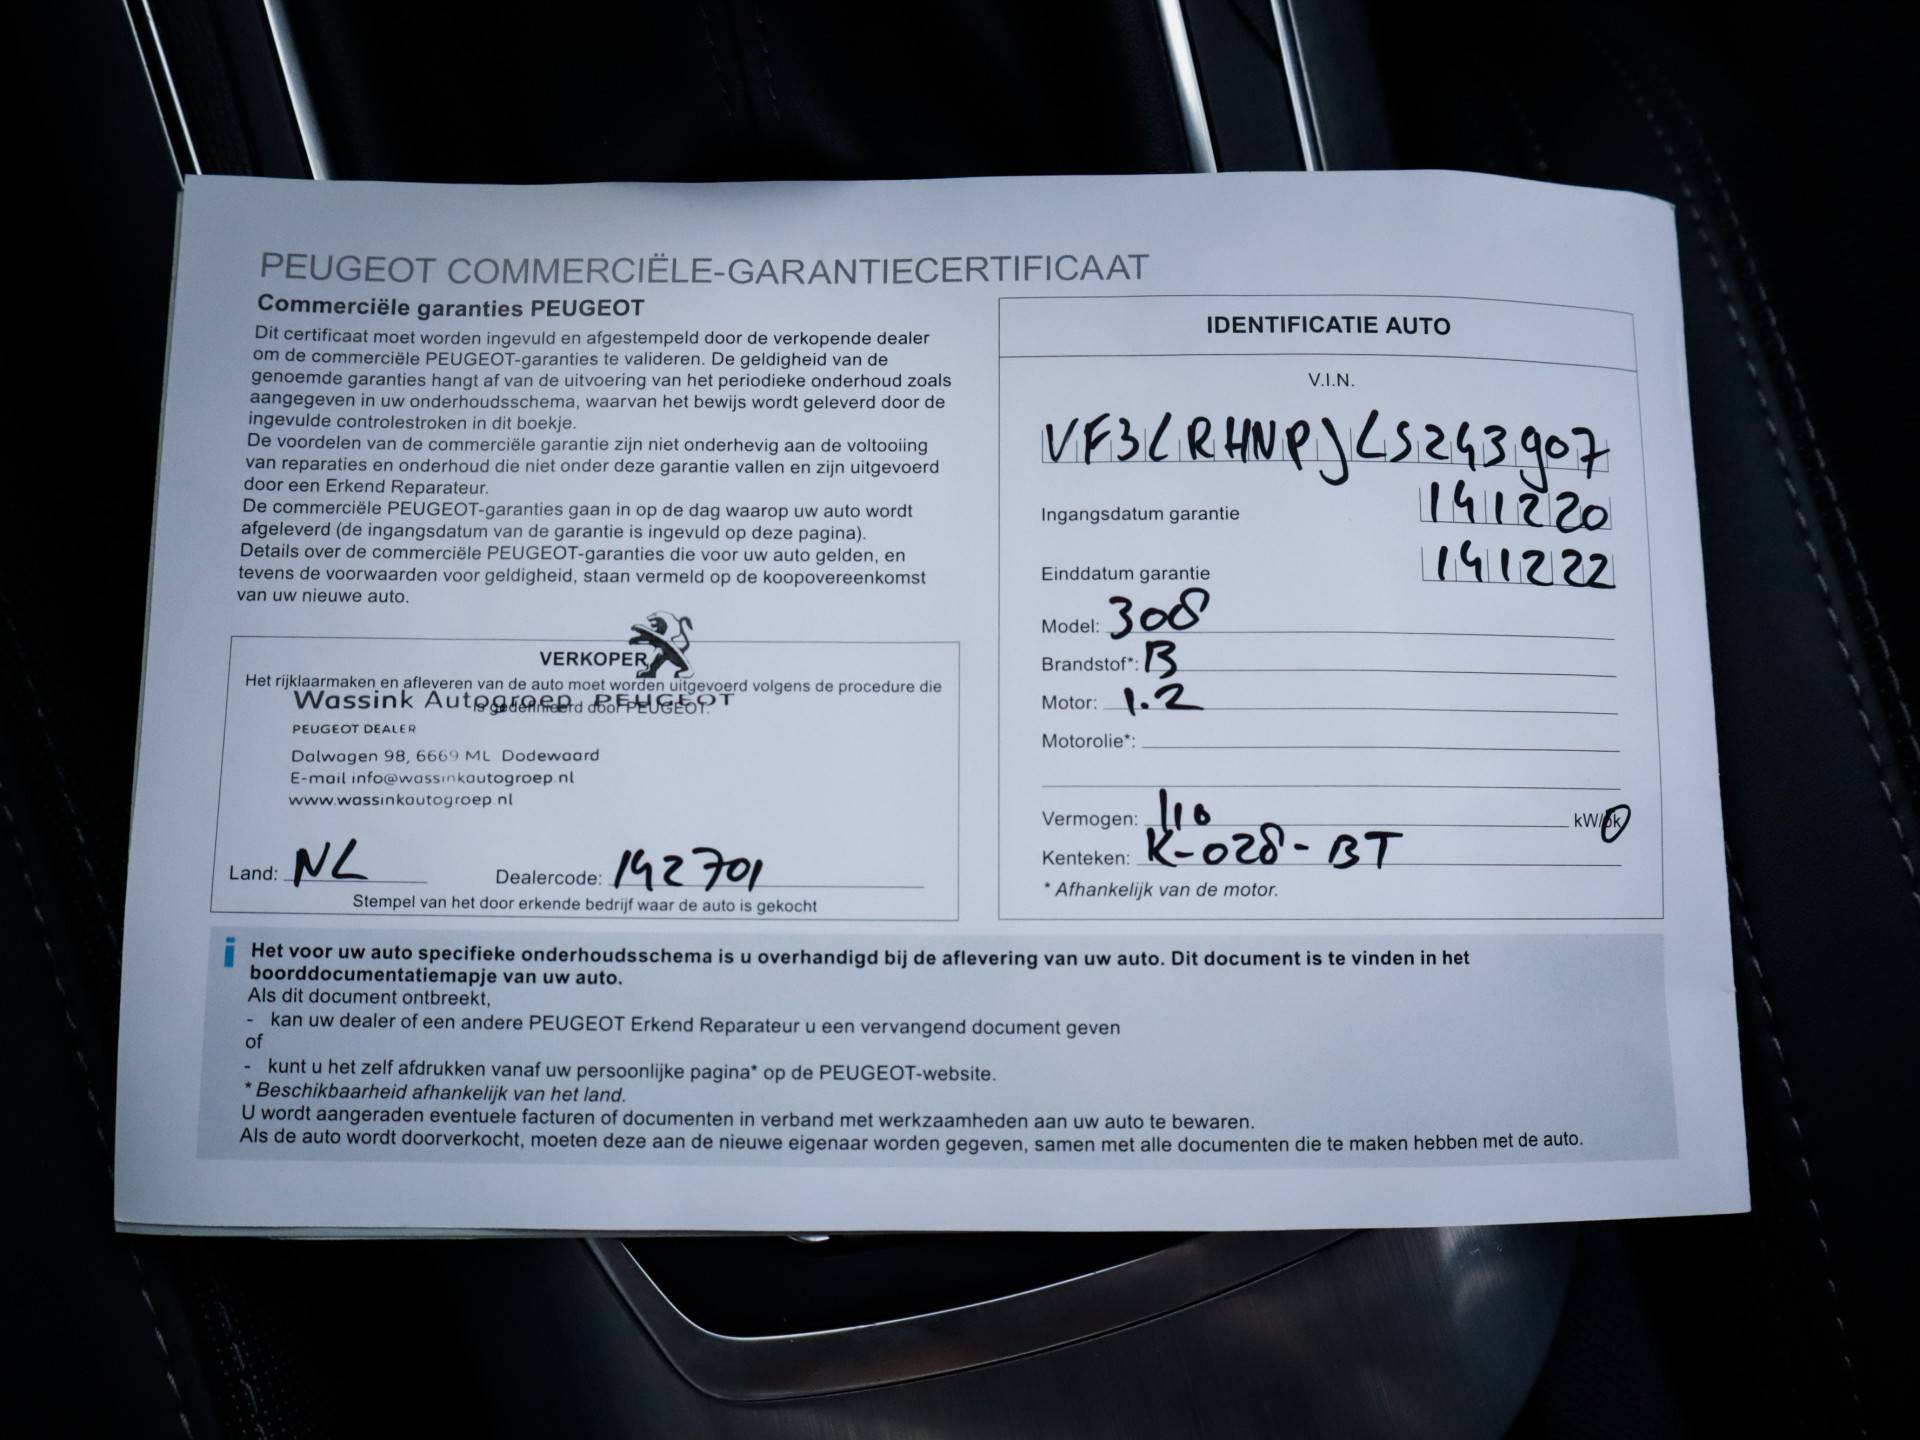 PEUGEOT COMMERCIËLE-GARANTIECERTIFICAAT
Commerciële garanties PEUGEOT
Dit certificaat moet worden ingevuld en afgestempeld door de verkopende dealer
om de commerciële PEUGEOT-garanties te valideren. De geldigheid van de
genoemde garanties hangt af van de uitvoering van het periodieke onderhoud zoals
aangegeven in uw onderhoudsschema, waarvan het bewijs wordt geleverd door de
ingevulde controlestroken in dit boekje.
De voordelen van de commerciële garantie zijn niet onderhevig aan de voltooiing
van reparaties en onderhoud die niet onder deze garantie vallen en zijn uitgevoerd
door een Erkend Reparateur.
De commerciële PEUGEOT-garanties gaan in op de dag waarop uw auto wordt
afgeleverd (de ingangsdatum van de garantie is ingevuld op deze pagina).
Details over de commerciële PEUGEOT-garanties die voor uw auto gelden, en
tevens de voorwaarden voor geldigheid, staan vermeld op de koopovereenkomst
van uw nieuwe auto.
VERKOPER
Het rijklaarmaken en afleveren van de auto moet worden uitgevoerd volgens de procedure die
is gedefinieerd door PEUGEOT.
Wassink Autogroep PEUGEOT
PEUGEOT DEALER
Dalwagen 98, 6669 ML Dodewaard
E-mail info@wassinkautogroep.nl
www.wassinkautogroep.nl
Land: NL Dealercode: 142701
Stempel van het door erkende bedrijf waar de auto is gekocht
IDENTIFICATIE AUTO
V.I.N.
VF3LRHNPJLS243907
Ingangsdatum garantie 141220
Einddatum garantie 141222
Model: 308
Brandstof*: B
Motor: 1.2
Motorolie*:
Vermogen: 110 kW/pk
Kenteken: K-028-BT
* Afhankelijk van de motor.
i Het voor uw auto specifieke onderhoudsschema is u overhandigd bij de aflevering van uw auto. Dit document is te vinden in het
boorddocumentatiemapje van uw auto.
Als dit document ontbreekt,
- kan uw dealer of een andere PEUGEOT Erkend Reparateur u een vervangend document geven
of
- kunt u het zelf afdrukken vanaf uw persoonlijke pagina* op de PEUGEOT-website.
* Beschikbaarheid afhankelijk van het land.
U wordt aangeraden eventuele facturen of documenten in verband met werkzaamheden aan uw auto te bewaren.
Als de auto wordt doorverkocht, moeten deze aan de nieuwe eigenaar worden gegeven, samen met alle documenten die te maken hebben met de auto.